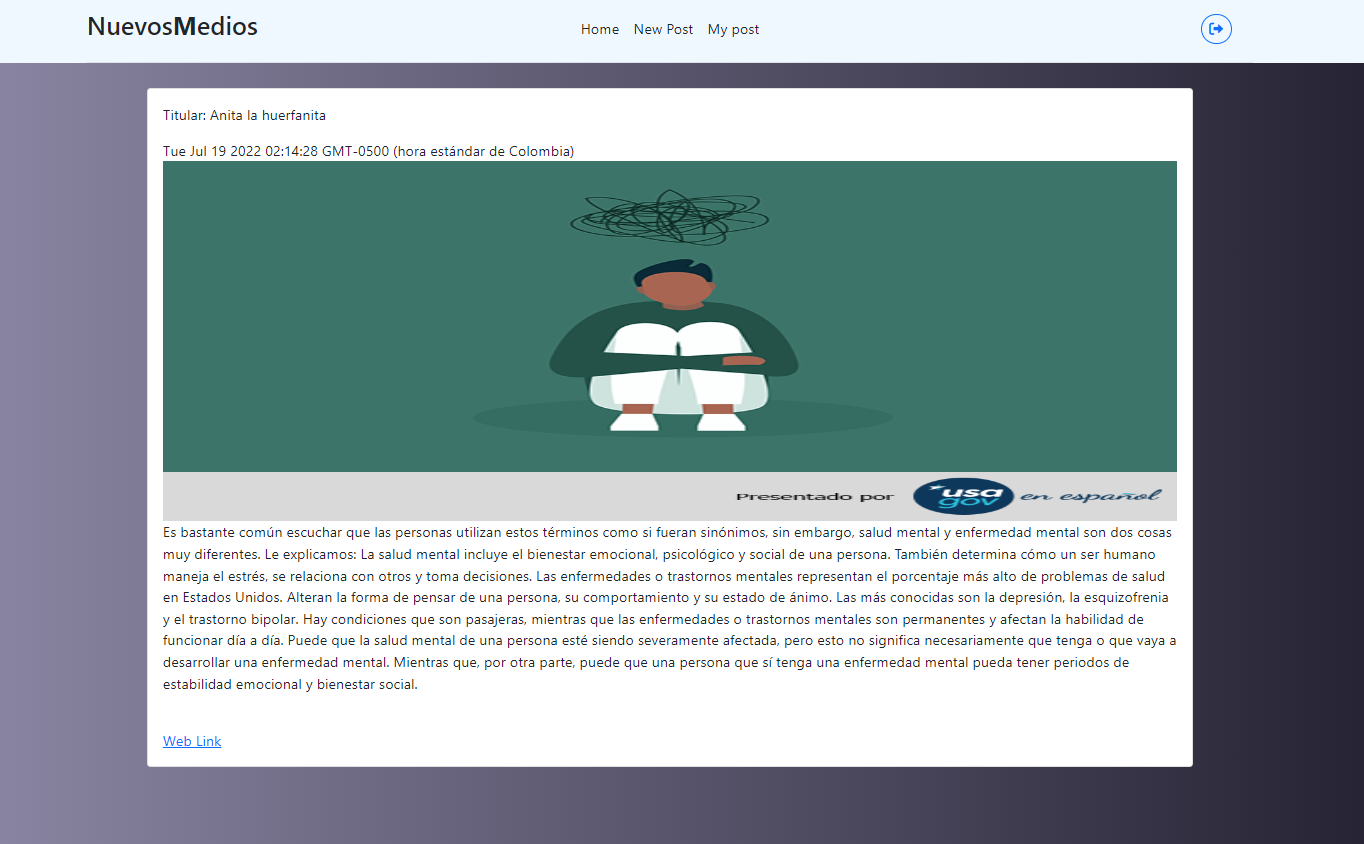 NuevosMedios
Home New Post My post
Titular: Anita la huerfanita
Tue Jul 19 2022 02:14:28 GMT-0500 (hora estándar de Colombia)
Presentado por usa gov en español
Es bastante común escuchar que las personas utilizan estos términos como si fueran sinónimos, sin embargo, salud mental y enfermedad mental son dos cosas
muy diferentes. Le explicamos: La salud mental incluye el bienestar emocional, psicológico y social de una persona. También determina cómo un ser humano
maneja el estrés, se relaciona con otros y toma decisiones. Las enfermedades o trastornos mentales representan el porcentaje más alto de problemas de salud
en Estados Unidos. Alteran la forma de pensar de una persona, su comportamiento y su estado de ánimo. Las más conocidas son la depresión, la esquizofrenia
y el trastorno bipolar. Hay condiciones que son pasajeras, mientras que las enfermedades o trastornos mentales son permanentes y afectan la habilidad de
funcionar día a día. Puede que la salud mental de una persona esté siendo severamente afectada, pero esto no significa necesariamente que tenga o que vaya a
desarrollar una enfermedad mental. Mientras que, por otra parte, puede que una persona que sí tenga una enfermedad mental pueda tener periodos de
estabilidad emocional y bienestar social.
Web Link